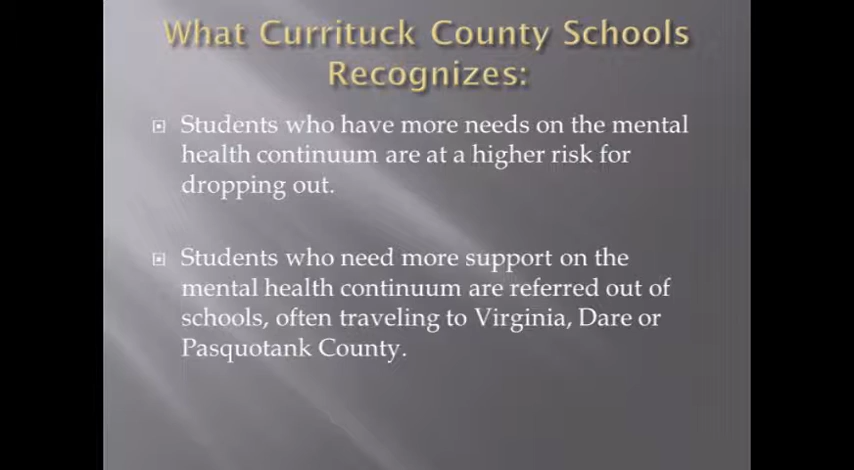 What Currituck County Schools
Recognizes:
Students who have more needs on the mental
health continuum are at a higher risk for
dropping out.
Students who need more support on the
mental health continuum are referred out of
schools, often traveling to Virginia, Dare or
Pasquotank County.